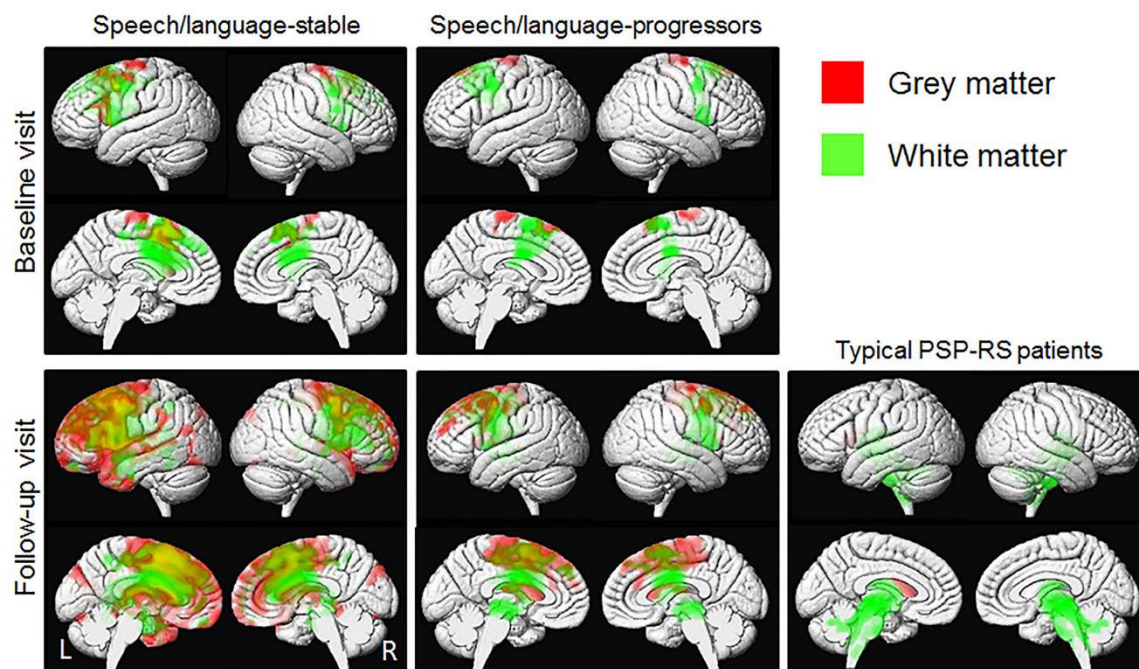 Speech/language-stable
Speech/language-progressors
Grey matter
White matter
Baseline visit
Typical PSP-RS patients
Follow-up visit
L
R